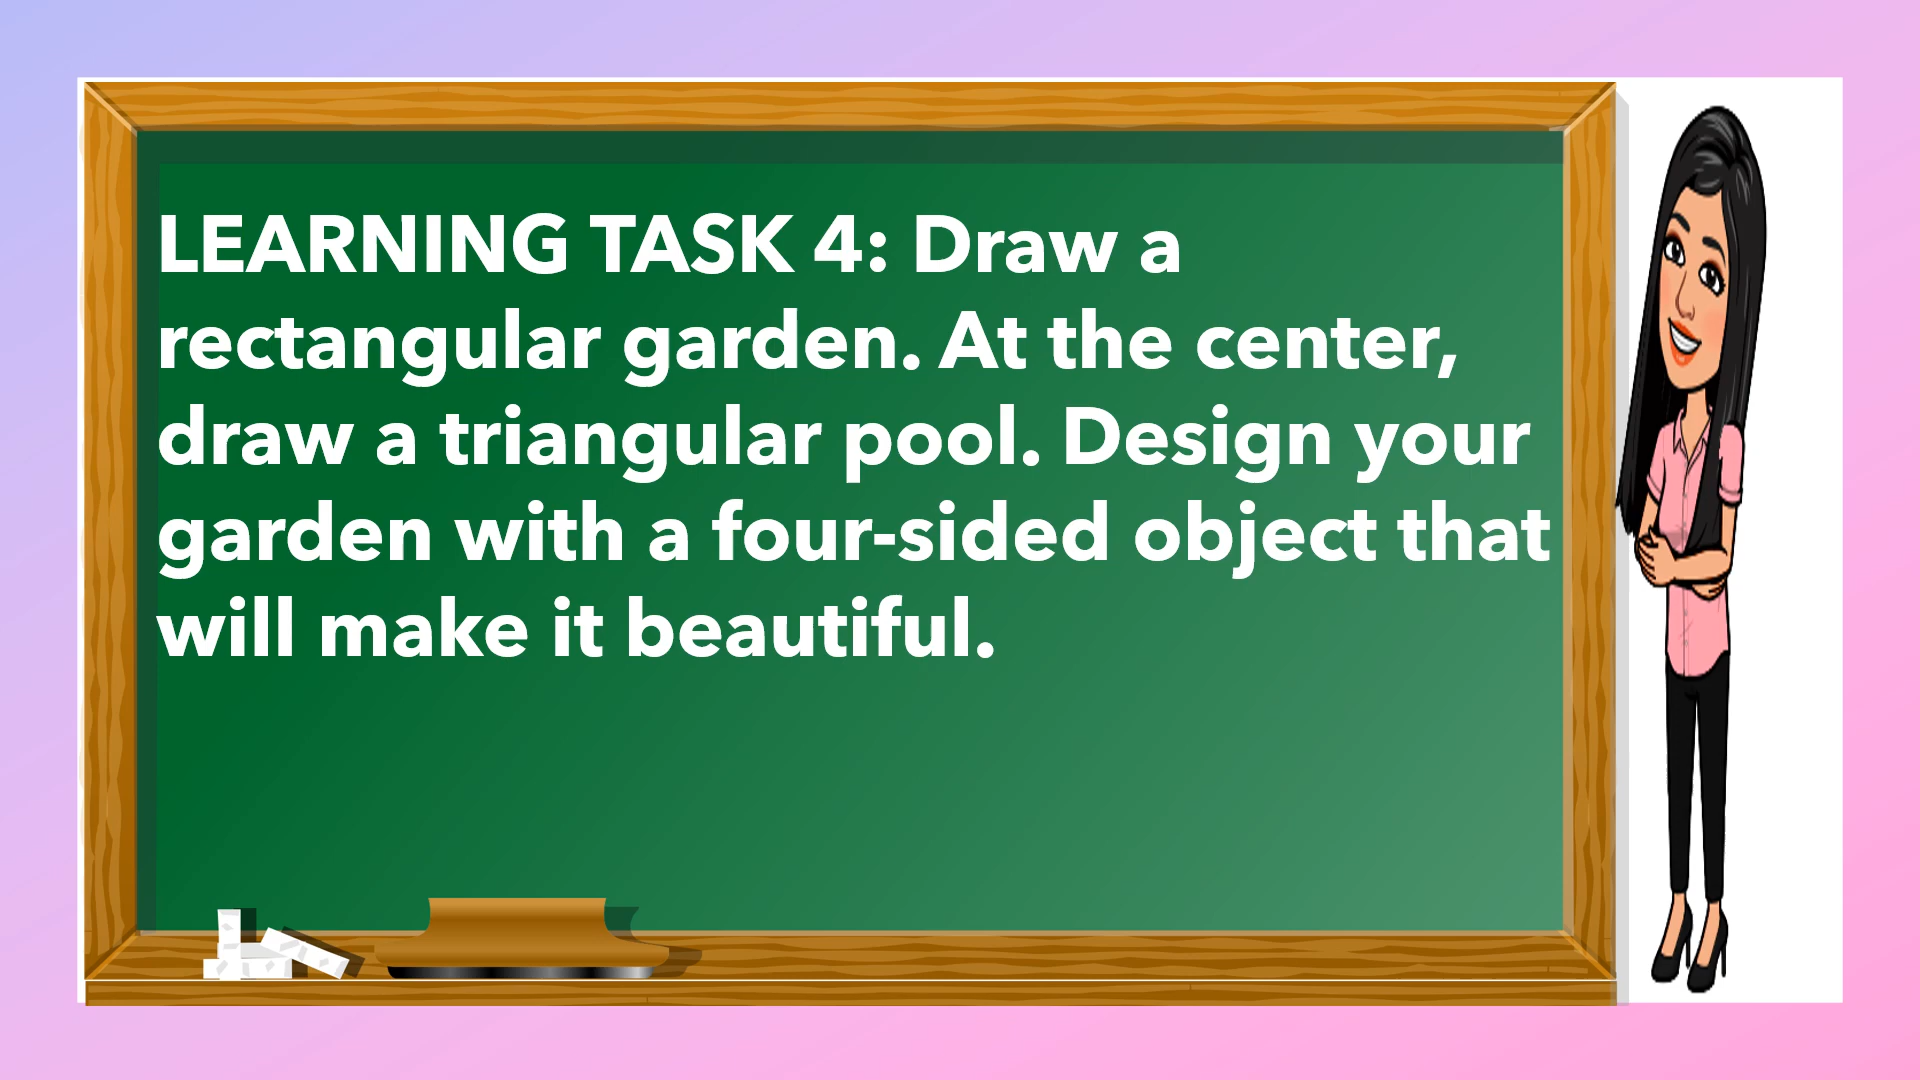 LEARNING TASK 4: Draw a
rectangular garden. At the center,
draw a triangular pool. Design your
garden with a four-sided object that
will make it beautiful.